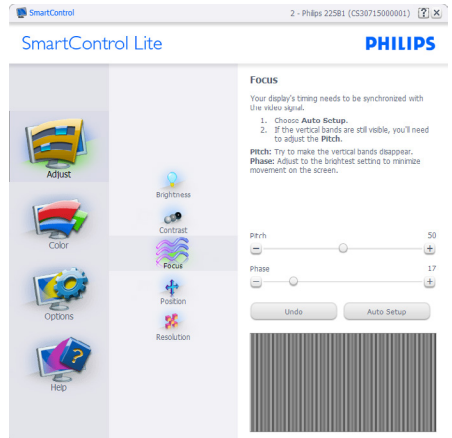 SmartControl
2 - Philips 225B1 (CS30715000001)
SmartControl Lite
PHILIPS
Adjust
Color
Options
Help
Brightness
Contrast
Focus
Position
Resolution
Focus
Your display's timing needs to be synchronized with
the video signal.
1. Choose Auto Setup.
2. If the vertical bands are still visible, you'll need
to adjust the Pitch.
Pitch: Try to make the vertical bands disappear.
Phase: Adjust to the brightest setting to minimize
movement on the screen.
Pitch 50
Phase 17
Undo Auto Setup